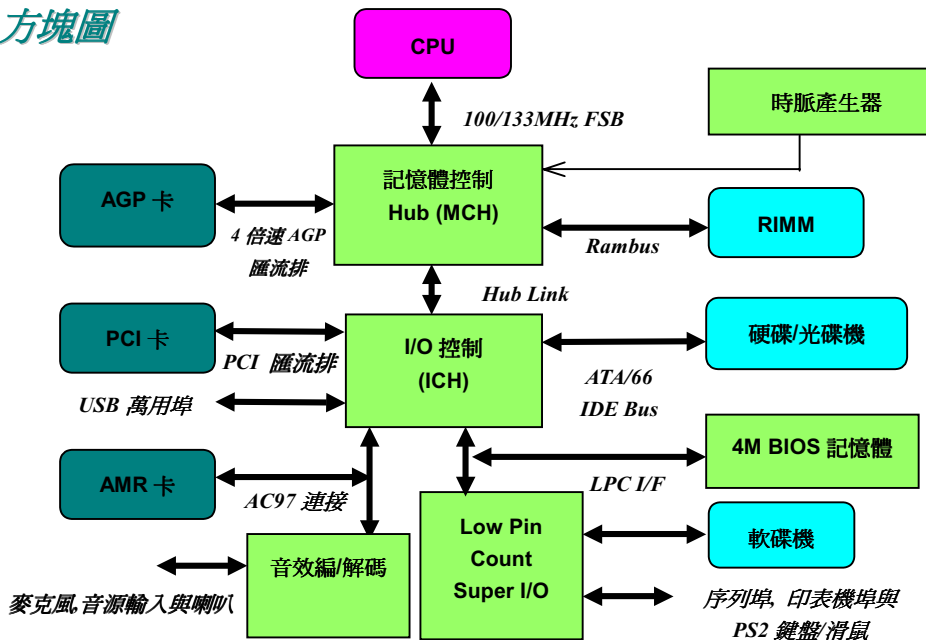 方塊圖
CPU
時脈產生器
100/133MHz FSB
記憶體控制
Hub (MCH)
AGP 卡
4 倍速 AGP
匯流排
RIMM
Rambus
Hub Link
PCI 卡
PCI 匯流排
I/O 控制
(ICH)
硬碟/光碟機
ATA/66
IDE Bus
USB 萬用埠
4M BIOS 記憶體
LPC I/F
AMR 卡
AC97 連接
Low Pin
Count
Super I/O
軟碟機
音效編/解碼
麥克風,音源輸入與喇叭
序列埠, 印表機埠與
PS2 鍵盤/滑鼠